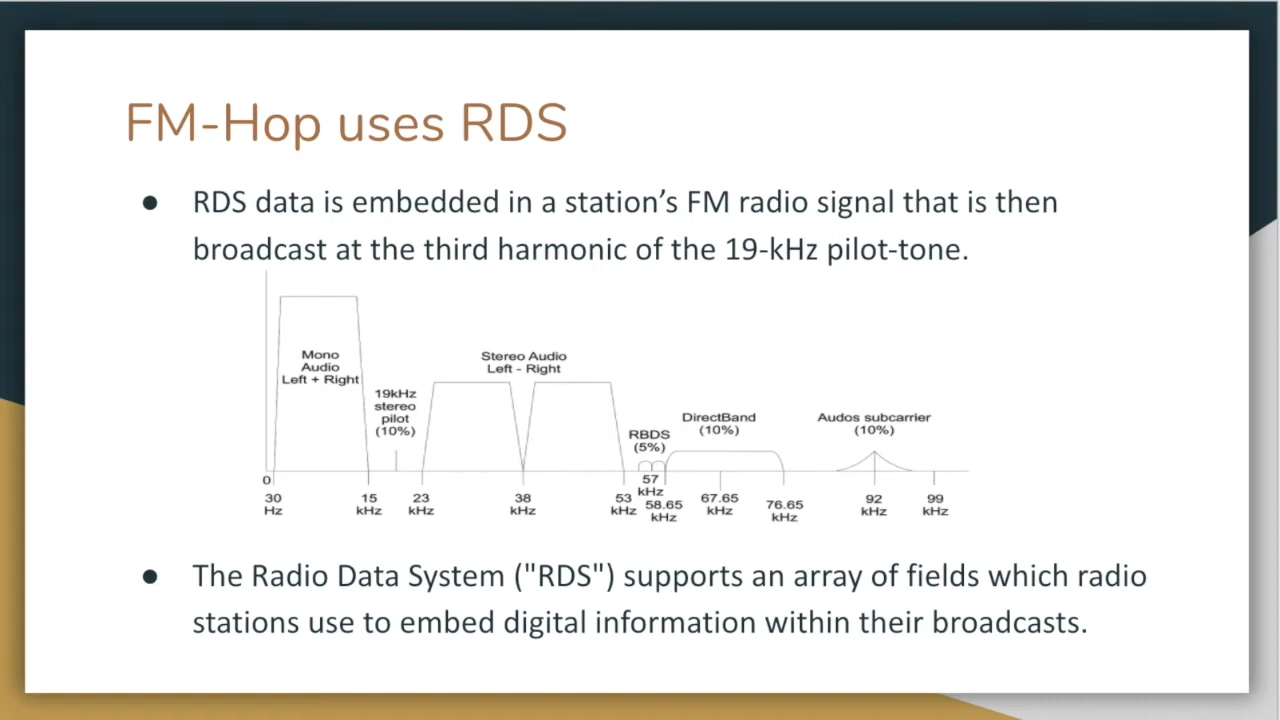 FM-Hop uses RDS
● RDS data is embedded in a station’s FM radio signal that is then
broadcast at the third harmonic of the 19-kHz pilot-tone.
Mono
Audio
Left + Right
19kHz
stereo
pilot
(10%)
Stereo Audio
Left - Right
RBDS
(5%)
DirectBand
(10%)
Audos subcarrier
(10%)
0
30
Hz
15
kHz
23
kHz
38
kHz
53
kHz
57
kHz
58.65
kHz
67.65
kHz
76.65
kHz
92
kHz
99
kHz
● The Radio Data System ("RDS") supports an array of fields which radio
stations use to embed digital information within their broadcasts.